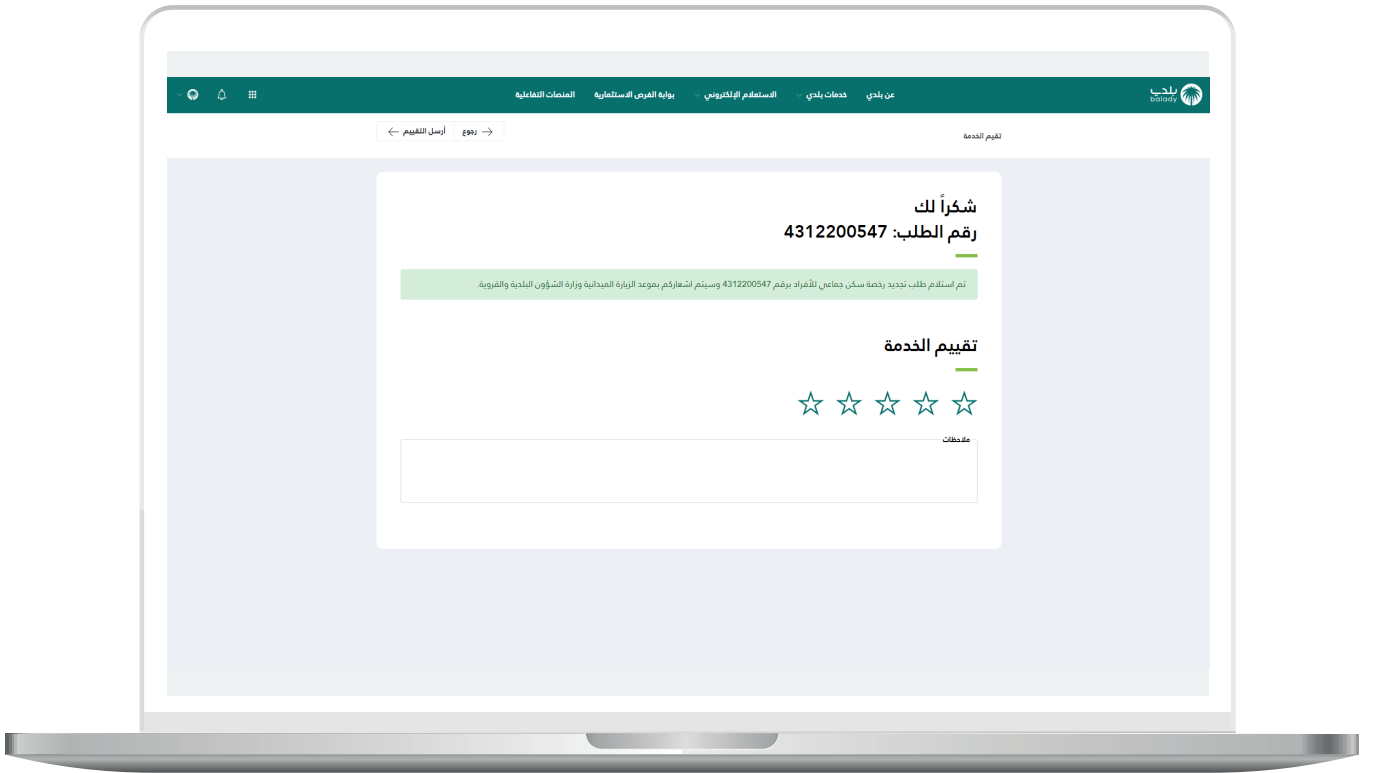 بلدي
balady
عن بلدي
خدمات بلدي
الاستعلام الإلكتروني
بوابة الفرص الاستثمارية
المنصات التفاعلية
تقيم الخدمة
رجوع
أرسل التقييم
شكراً لك
رقم الطلب: 4312200547
تم استلام طلب تجديد رخصة سكن جماعي للأفراد برقم 4312200547 وسيتم اشعاركم بموعد الزيارة الميدانية وزارة الشؤون البلدية والقروية.
تقييم الخدمة
ملاحظات